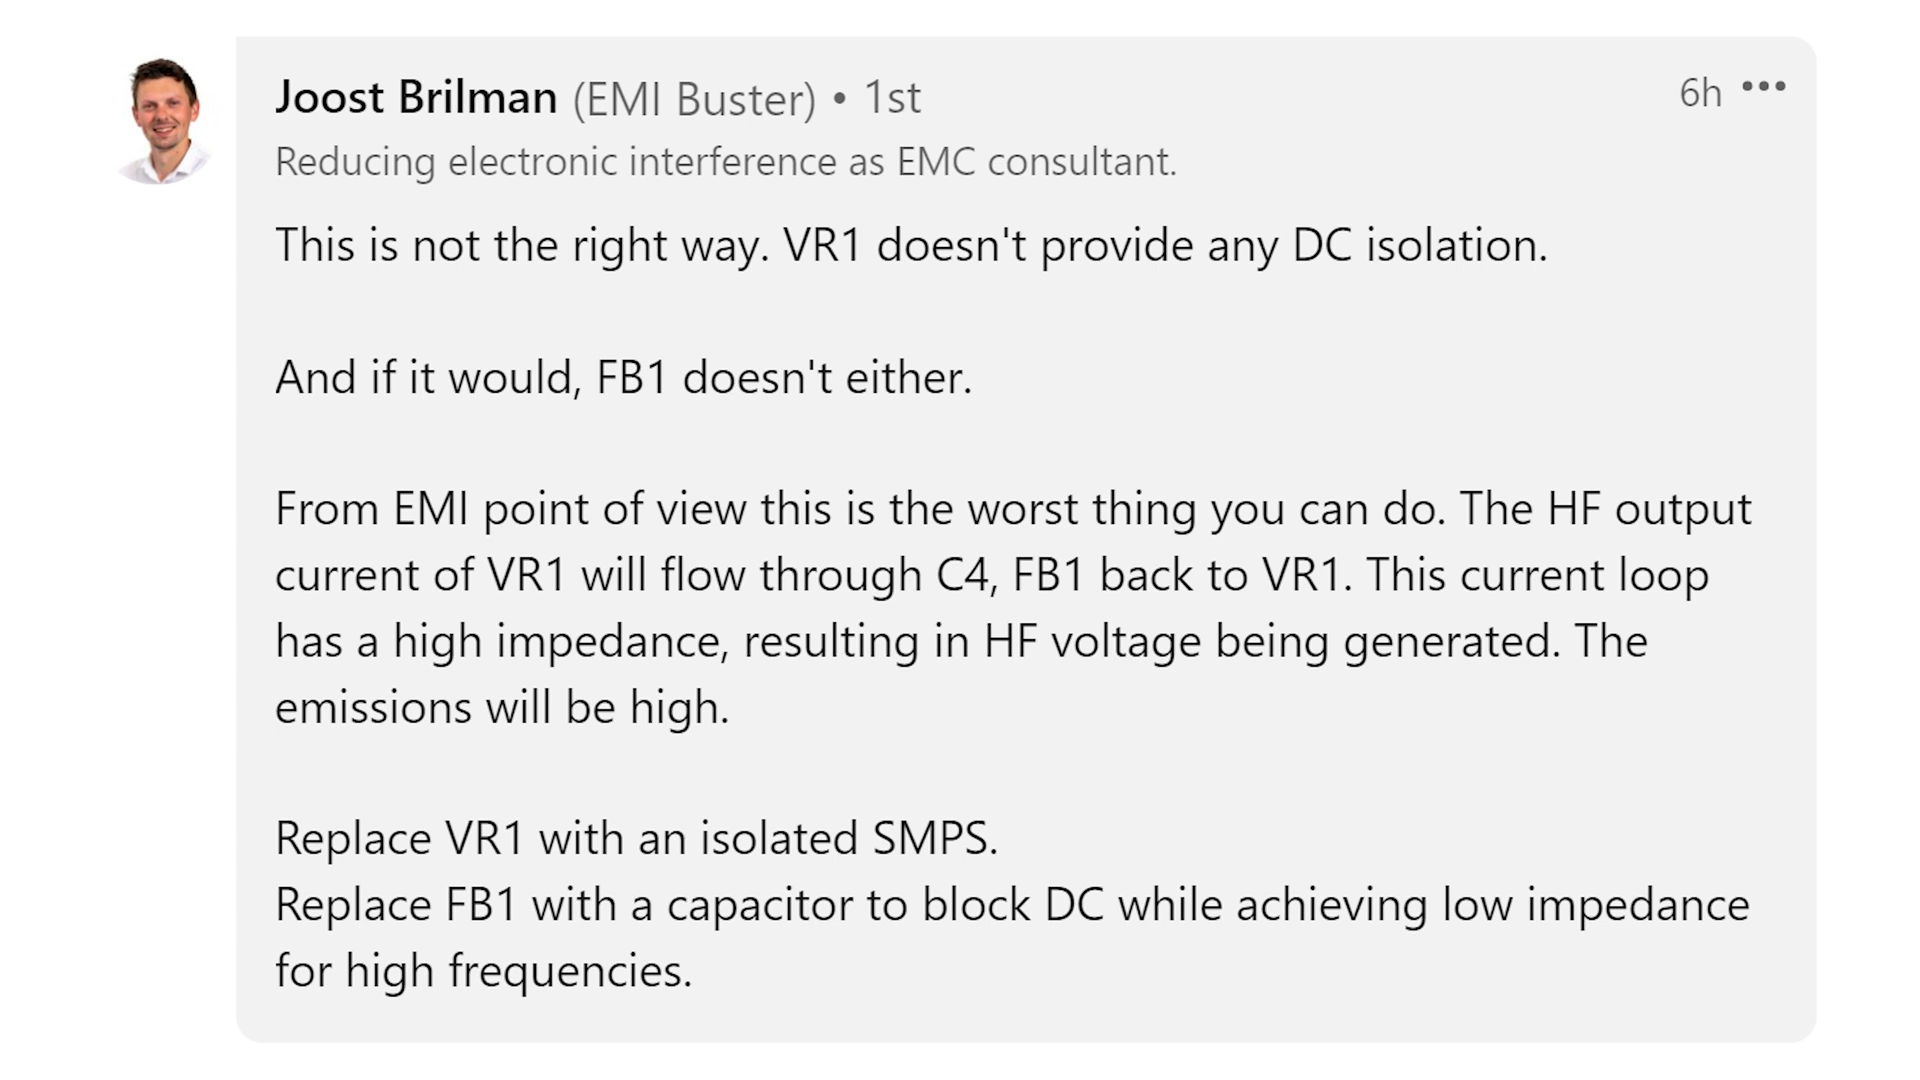 Joost Brilman (EMI Buster) • 1st 6h •••
Reducing electronic interference as EMC consultant.
This is not the right way. VR1 doesn't provide any DC isolation.
And if it would, FB1 doesn't either.
From EMI point of view this is the worst thing you can do. The HF output
current of VR1 will flow through C4, FB1 back to VR1. This current loop
has a high impedance, resulting in HF voltage being generated. The
emissions will be high.
Replace VR1 with an isolated SMPS.
Replace FB1 with a capacitor to block DC while achieving low impedance
for high frequencies.